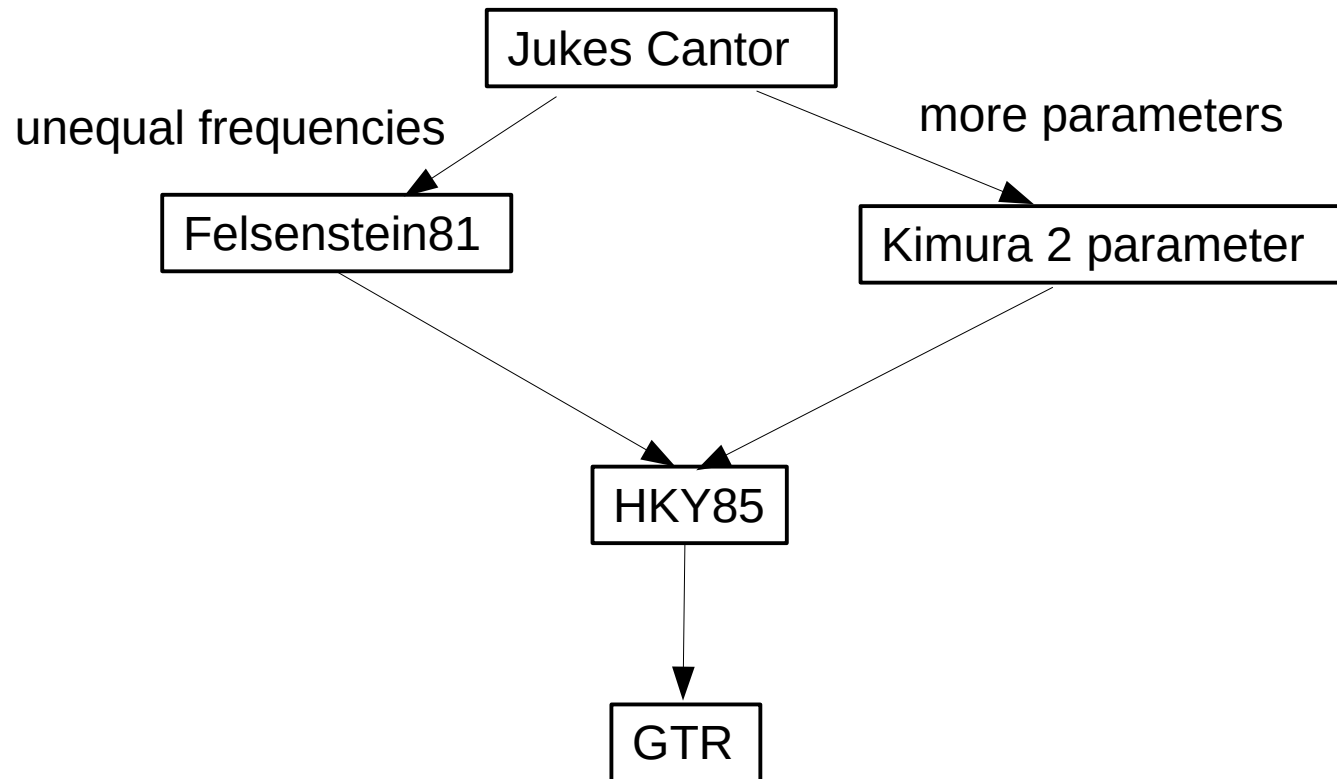 Jukes Cantor
unequal frequencies
more parameters
Felsenstein81
Kimura 2 parameter
HKY85
GTR